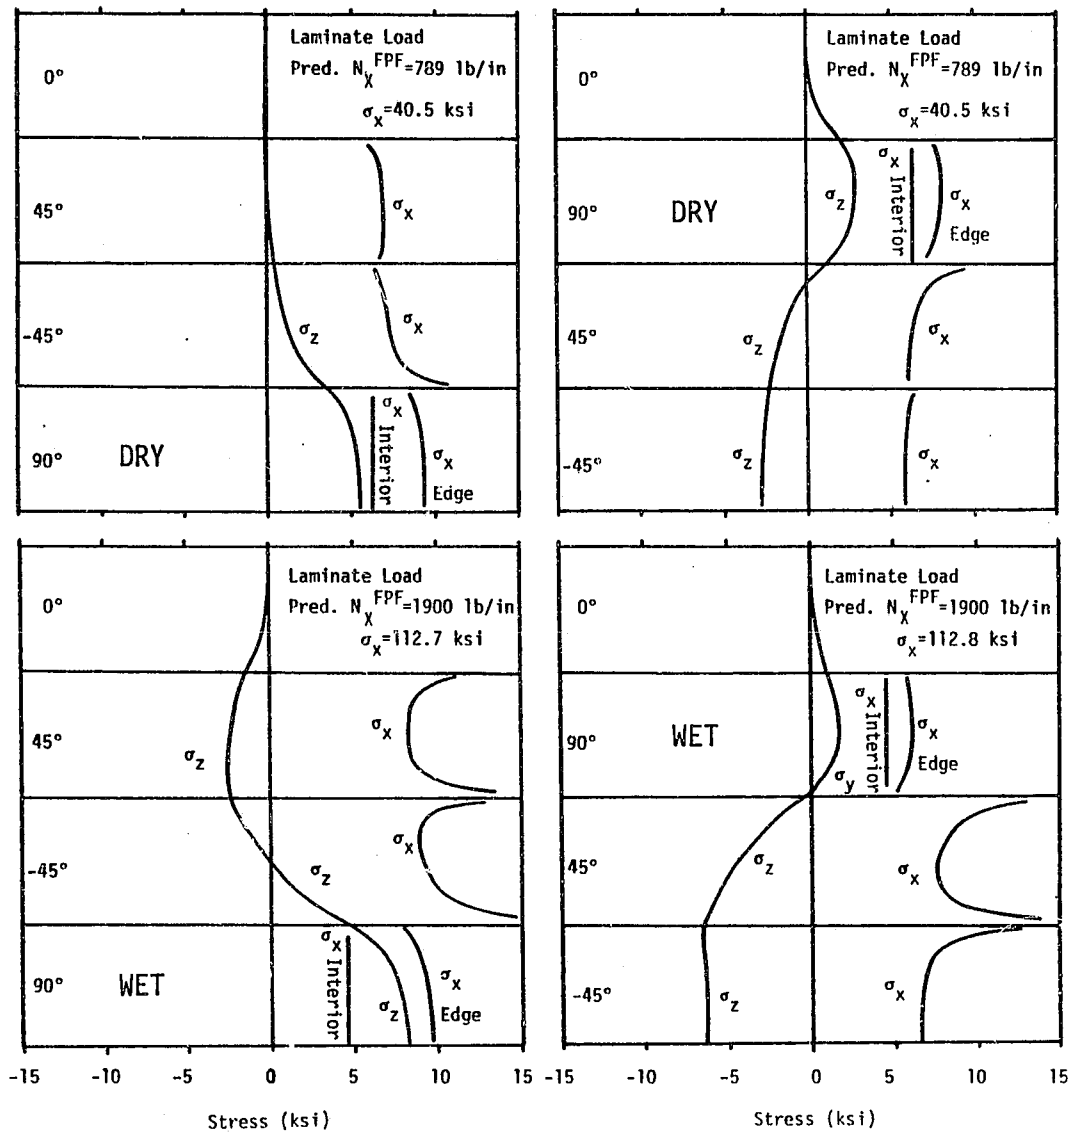 Laminate Load
Pred. N_X^FPF=789 lb/in
σ_x=40.5 ksi
0°
45°
σ_x
-45°
σ_z
σ_x
90°
DRY
σ_x Interior
σ_x
Edge
Laminate Load
Pred. N_X^FPF=789 lb/in
σ_x=40.5 ksi
0°
90°
DRY
σ_z
σ_x Interior
σ_x
Edge
45°
σ_z
σ_x
-45°
σ_z
σ_x
Laminate Load
Pred. N_X^FPF=1900 lb/in
σ_x=112.7 ksi
0°
45°
σ_z
σ_x
-45°
σ_z
σ_x
90°
WET
σ_x Interior
σ_z
σ_x
Edge
-15 -10 -5 0 5 10 15
Stress (ksi)
Laminate Load
Pred. N_X^FPF=1900 lb/in
σ_x=112.8 ksi
0°
90°
WET
σ_y
σ_x Interior
σ_x
Edge
45°
σ_z
σ_x
-45°
σ_z
σ_x
-15 -10 -5 0 5 10 15
Stress (ksi)